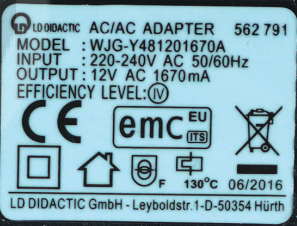 LD DIDACTIC AC/AC ADAPTER 562 791
MODEL : WJG-Y481201670A
INPUT : 220-240V AC 50/60Hz
OUTPUT : 12V AC 1670mA
EFFICIENCY LEVEL: IV
CE emc EU ITS
F 130°C 06/2016
LD DIDACTIC GmbH - Leyboldstr.1-D-50354 Hürth